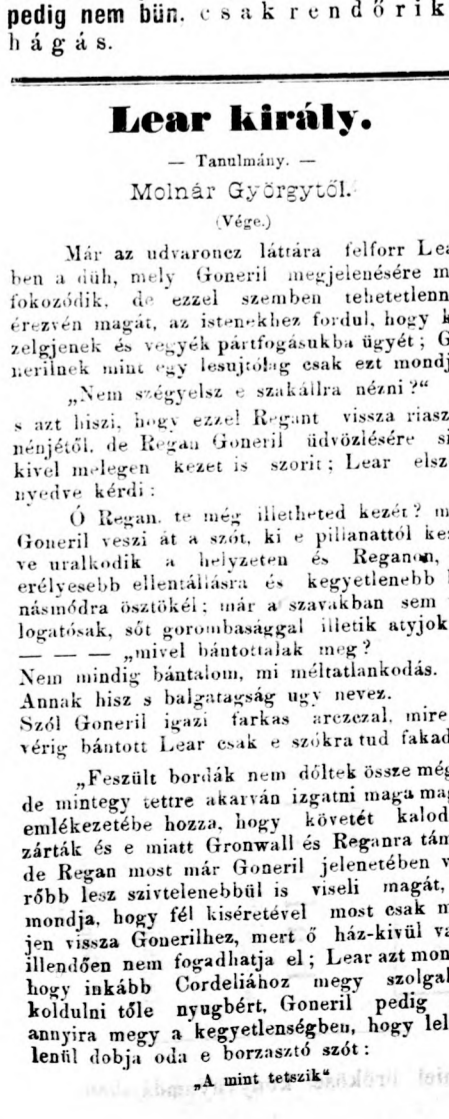 pedig nem bün. csak rendőrik
hágás.
Lear király.
— Tanulmány. —
Molnár Györgytől.
(Vége.)
Már az udvaroncz láttára felforr Lea
ben a düh, mely Goneril megjelenésére m
fokozódik, de ezzel szemben tehetetlenn
érezvén magát, az istenekhez fordul, hogy k
zelgjenek és vegyék pártfogásukba ügyét; G
nerilnek mint egy lesujtólag csak ezt mondj
„Nem szégyelsz e szakállra nézni?“
s azt hiszi, hogy ezzel Regant vissza riasz
nénjétől, de Regan Goneril üdvözlésére si
kivel melegen kezet is szorit; Lear elsz
nyedve kérdi:
Ó Regan. te még illetheted kezét? m
Goneril veszi át a szót, ki e pillanattól ke
ve uralkodik a helyzeten és Reganon,
erélyesebb ellentállásra és kegyetlenebb
násmódra ösztökél; már a szavakban sem
logatósak, sőt gorombasággal illetik atyjok
— — — „mivel bántottalak meg?
Nem mindig bántalom, mi méltatlankodás.
Annak hisz s balgatagság ugy nevez.
Szól Goneril igazi farkas arczczal, mire
vérig bántott Lear csak e szókra tud fakad
„Feszült bordák nem dőltek össze még
de mintegy tettre akarván izgatni maga mag
emlékezetébe hozza, hogy követét kalod
zárták és e miatt Gronwall és Reganra tám
de Regan most már Goneril jelenetében v
rőbb lesz szivtelenebbül is viseli magát,
mondja, hogy fél kiséretével most csak m
jen vissza Gonerilhez, mert ő ház-kivül va
illendően nem fogadhatja el; Lear azt mon
hogy inkább Cordeliához megy szolgal
koldulni tőle nyugbért, Goneril pedig
annyira megy a kegyetlenségben, hogy lel
lenül dobja oda e borzasztó szót:
„A mint tetszik“